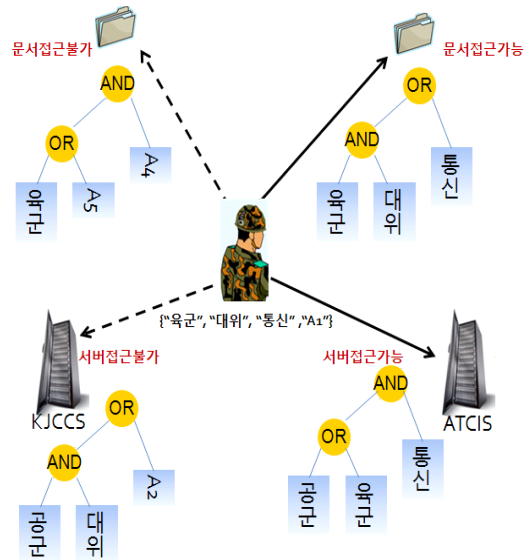 문서접근불가
문서접근가능
AND
OR
OR
A4
AND
통신
육군
A5
육군
대위
{"육군", "대위", "통신" ,"A1"}
서버접근불가
서버접근가능
KJCCS
ATCIS
OR
AND
AND
A2
OR
통신
공군
대위
공군
육군